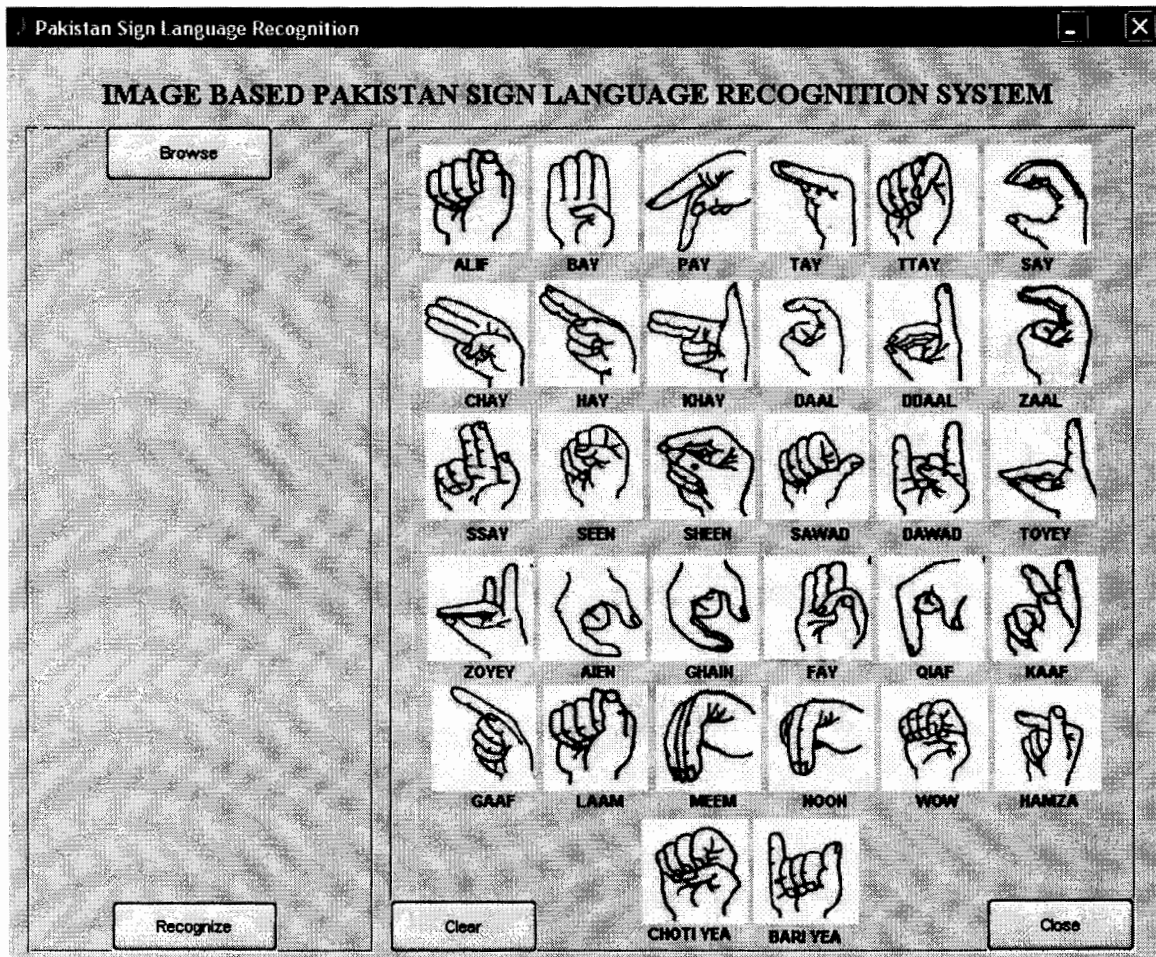 Pakistan Sign Language Recognition
IMAGE BASED PAKISTAN SIGN LANGUAGE RECOGNITION SYSTEM
Browse
ALIF BAY PAY TAY TTAY SAY
CHAY HAY KHAY DAAL DDAAL ZAAL
SSAY SEEN SHEEN SAWAD DAWAD TOYEY
ZOYEY AIEN GHAIN FAY QIAF KAAF
GAAF LAAM MEEM NOON WOW HAMZA
CHOTI YEA BARI YEA
Recognize Clear Close